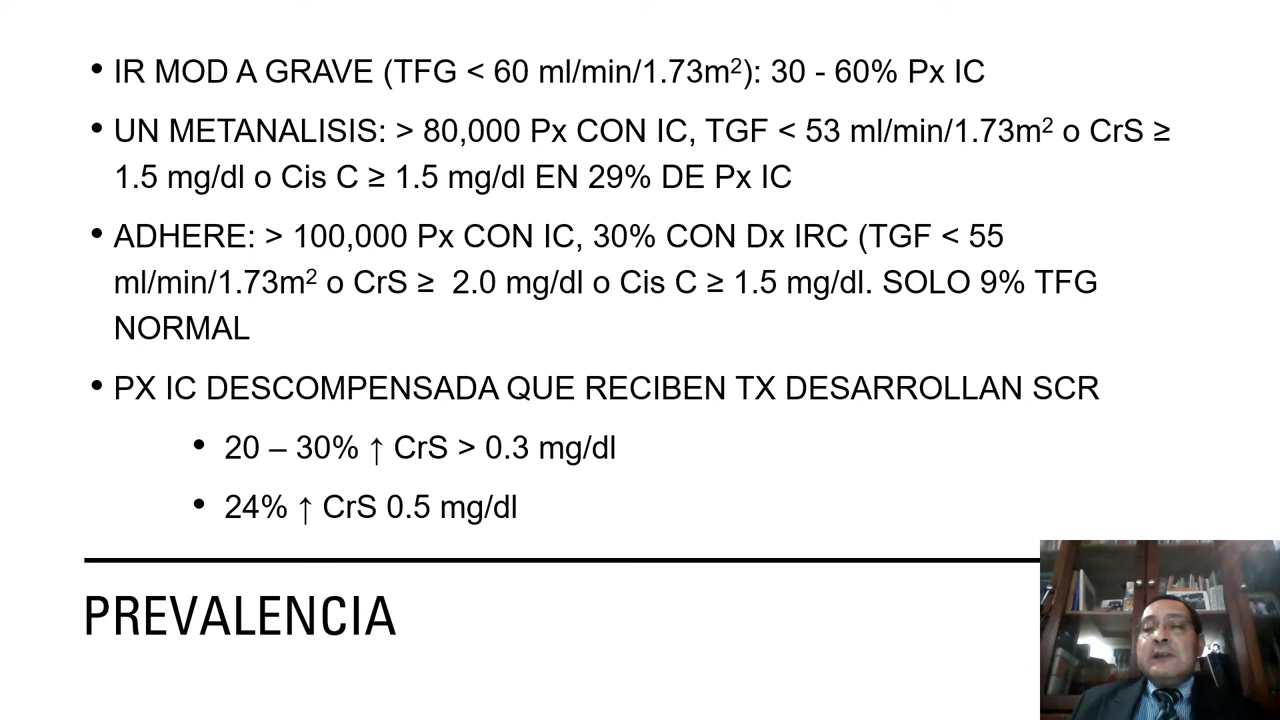 • IR MOD A GRAVE (TFG < 60 ml/min/1.73m²): 30 - 60% Px IC
• UN METANALISIS: > 80,000 Px CON IC, TGF < 53 ml/min/1.73m² o CrS ≥
1.5 mg/dl o Cis C ≥ 1.5 mg/dl EN 29% DE Px IC
• ADHERE: > 100,000 Px CON IC, 30% CON Dx IRC (TGF < 55
ml/min/1.73m² o CrS ≥ 2.0 mg/dl o Cis C ≥ 1.5 mg/dl. SOLO 9% TFG
NORMAL
• PX IC DESCOMPENSADA QUE RECIBEN TX DESARROLLAN SCR
• 20 – 30% ↑ CrS > 0.3 mg/dl
• 24% ↑ CrS 0.5 mg/dl
PREVALENCIA